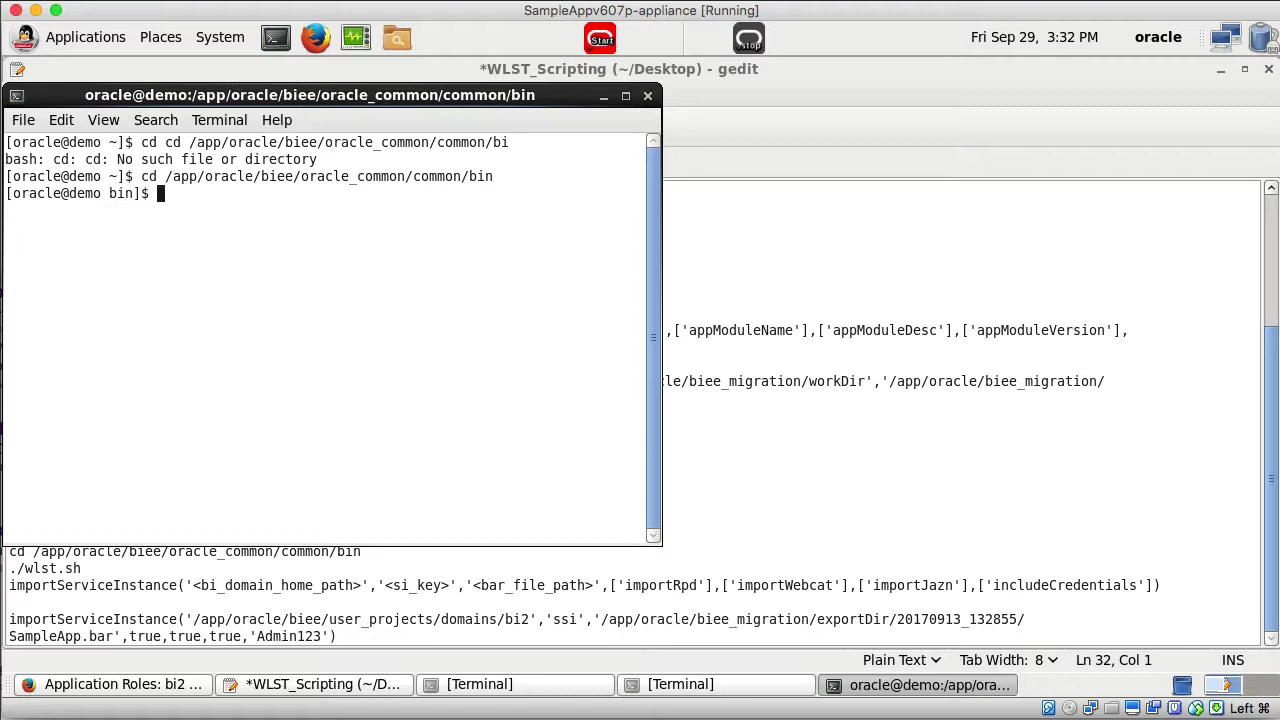 SampleAppv607p-appliance [Running]
Applications Places System Start stop Fri Sep 29, 3:32 PM oracle
*WLST_Scripting (~/Desktop) - gedit
oracle@demo:/app/oracle/biee/oracle_common/common/bin
File Edit View Search Terminal Help
[oracle@demo ~]$ cd cd /app/oracle/biee/oracle_common/common/bi
bash: cd: cd: No such file or directory
[oracle@demo ~]$ cd /app/oracle/biee/oracle_common/common/bin
[oracle@demo bin]$
,['appModuleName'],['appModuleDesc'],['appModuleVersion'],
cle/biee_migration/workDir','/app/oracle/biee_migration/
cd /app/oracle/biee/oracle_common/common/bin
./wlst.sh
importServiceInstance('<bi_domain_home_path>','<si_key>','<bar_file_path>',['importRpd'],['importWebcat'],['importJazn'],['includeCredentials'])
importServiceInstance('/app/oracle/biee/user_projects/domains/bi2','ssi','/app/oracle/biee_migration/exportDir/20170913_132855/
SampleApp.bar',true,true,true,'Admin123')
Plain Text Tab Width: 8 Ln 32, Col 1 INS
Application Roles: bi2 ... *WLST_Scripting (~/D... [Terminal] [Terminal] oracle@demo:/app/ora...
Left ⌘